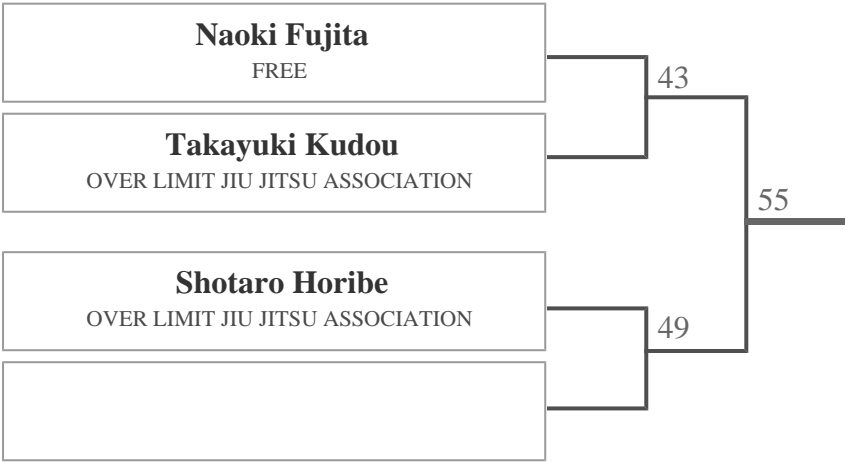 Naoki Fujita
FREE
43
Takayuki Kudou
OVER LIMIT JIU JITSU ASSOCIATION
55
Shotaro Horibe
OVER LIMIT JIU JITSU ASSOCIATION
49